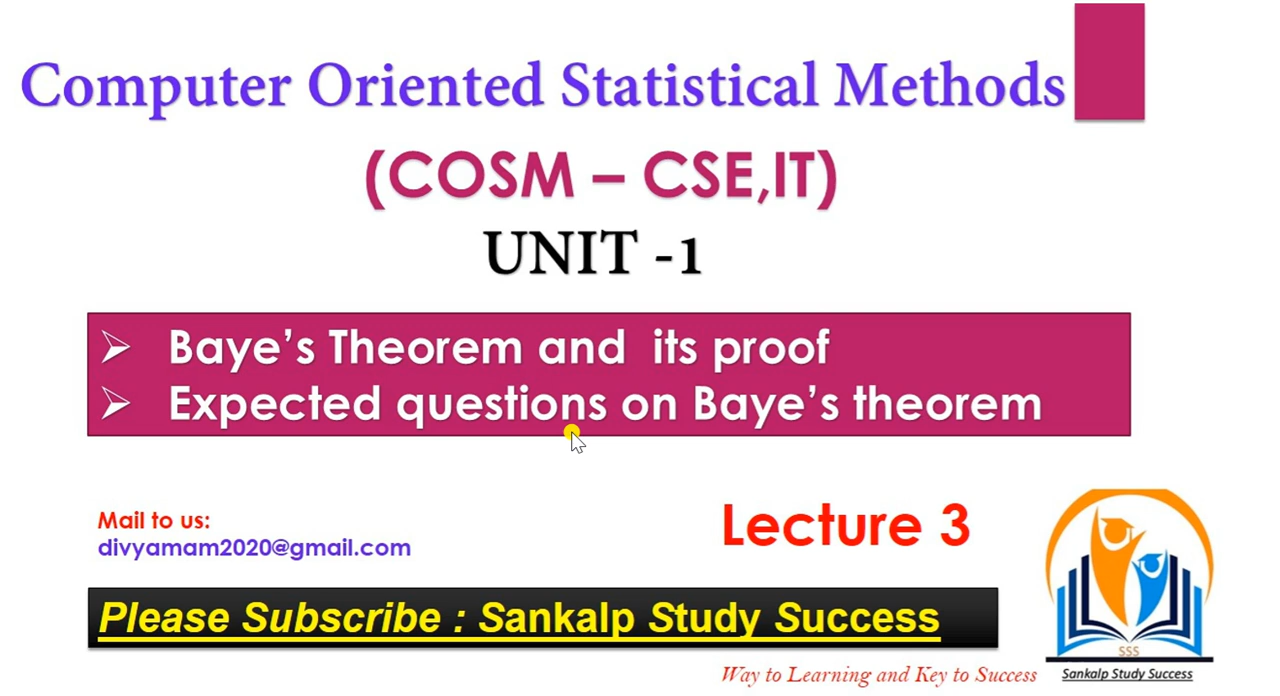 Computer Oriented Statistical Methods
(COSM – CSE,IT)
UNIT -1
➢ Baye's Theorem and its proof
➢ Expected questions on Baye's theorem
Mail to us:
divyamam2020@gmail.com
Lecture 3
Please Subscribe : Sankalp Study Success
SSS
Sankalp Study Success
Way to Learning and Key to Success